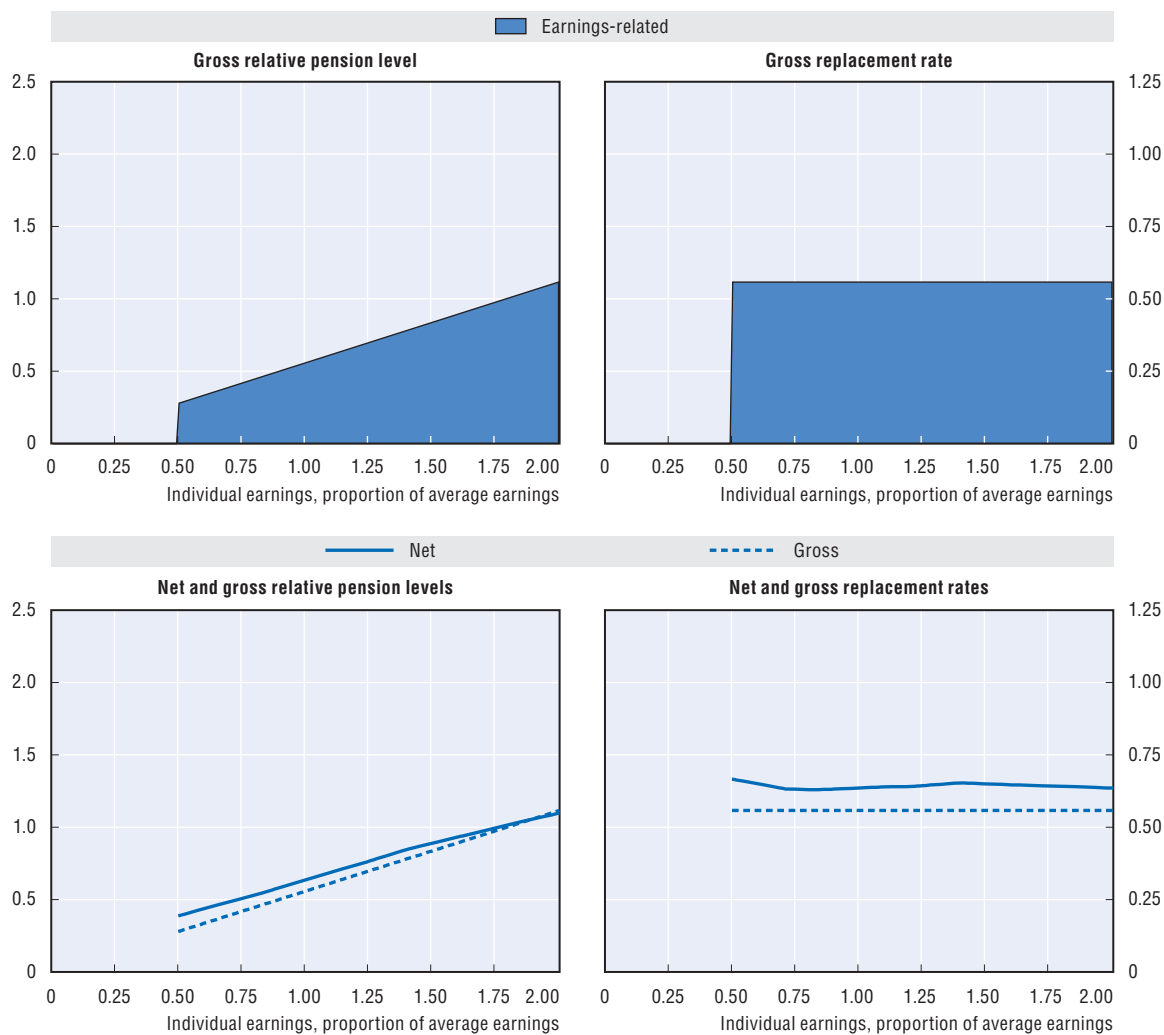 Earnings-related
Gross relative pension level
Gross replacement rate
2.5
2.0
1.5
1.0
0.5
0
1.25
1.00
0.75
0.50
0.25
0
0 0.25 0.50 0.75 1.00 1.25 1.50 1.75 2.00
0 0.25 0.50 0.75 1.00 1.25 1.50 1.75 2.00
Individual earnings, proportion of average earnings
Individual earnings, proportion of average earnings
Net Gross
Net and gross relative pension levels
Net and gross replacement rates
2.5
2.0
1.5
1.0
0.5
0
1.25
1.00
0.75
0.50
0.25
0
0 0.25 0.50 0.75 1.00 1.25 1.50 1.75 2.00
0 0.25 0.50 0.75 1.00 1.25 1.50 1.75 2.00
Individual earnings, proportion of average earnings
Individual earnings, proportion of average earnings